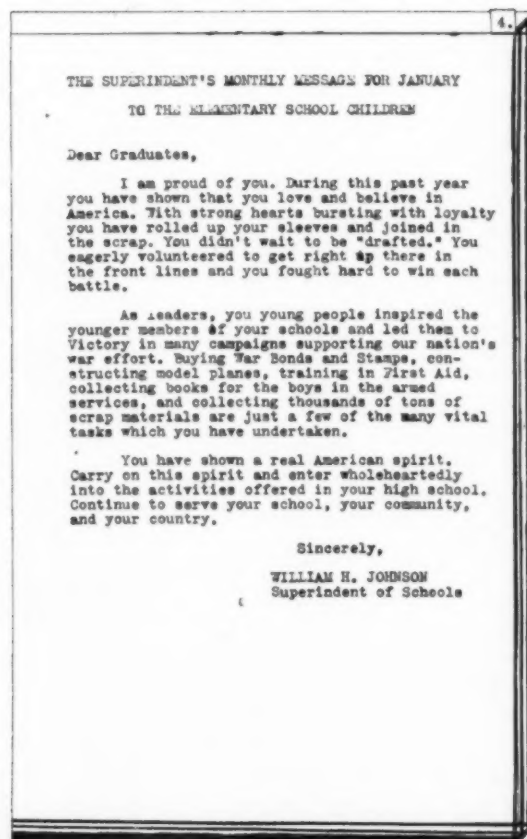 4.
THE SUPERINDENT'S MONTHLY MESSAGE FOR JANUARY
TO THE ELEMENTARY SCHOOL CHILDREN
Dear Graduates,
I am proud of you. During this past year
you have shown that you love and believe in
America. With strong hearts bursting with loyalty
you have rolled up your sleeves and joined in
the scrap. You didn't wait to be "drafted." You
eagerly volunteered to get right up there in
the front lines and you fought hard to win each
battle.
As leaders, you young people inspired the
younger members of your schools and led them to
Victory in many campaigns supporting our nation's
war effort. Buying War Bonds and Stamps, con-
structing model planes, training in First Aid,
collecting books for the boys in the armed
services, and collecting thousands of tons of
scrap materials are just a few of the many vital
tasks which you have undertaken.
You have shown a real American spirit.
Carry on this spirit and enter wholeheartedly
into the activities offered in your high school.
Continue to serve your school, your community,
and your country.
Sincerely,
WILLIAM H. JOHNSON
Superindent of Schools